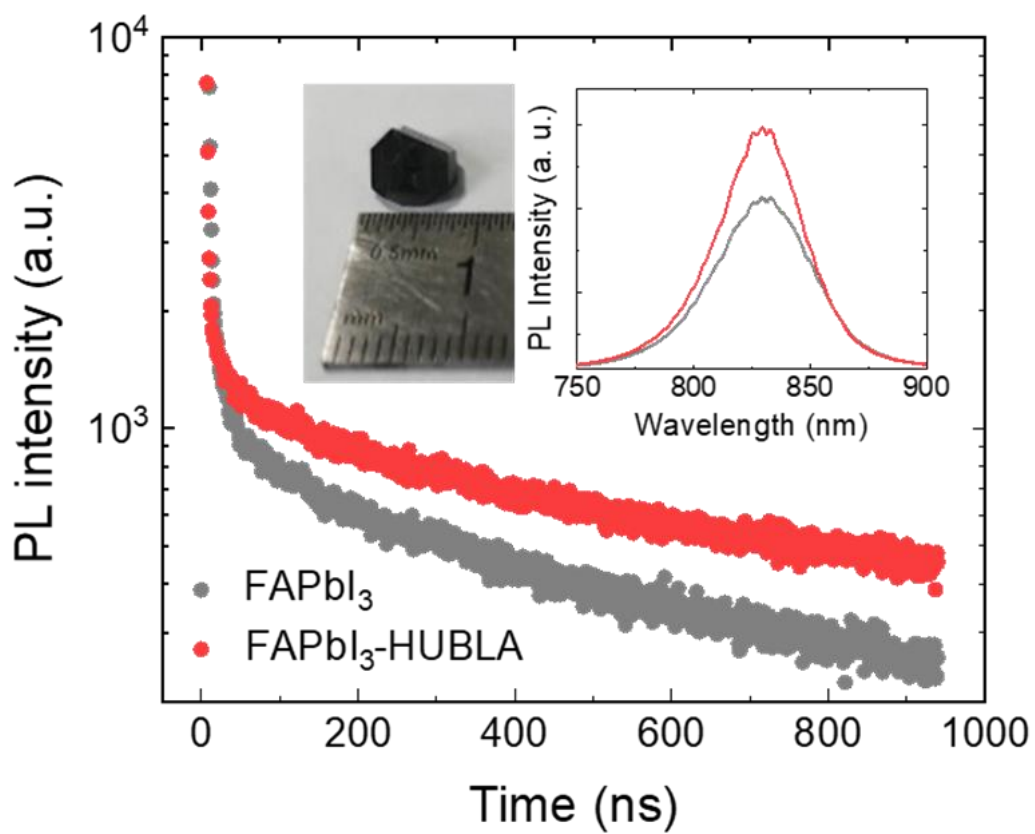 10⁴
10³
PL intensity (a.u.)
0 200 400 600 800 1000
Time (ns)
FAPbI₃
FAPbI₃-HUBLA
0.5mm
1
mm
PL Intensity (a. u.)
750 800 850 900
Wavelength (nm)